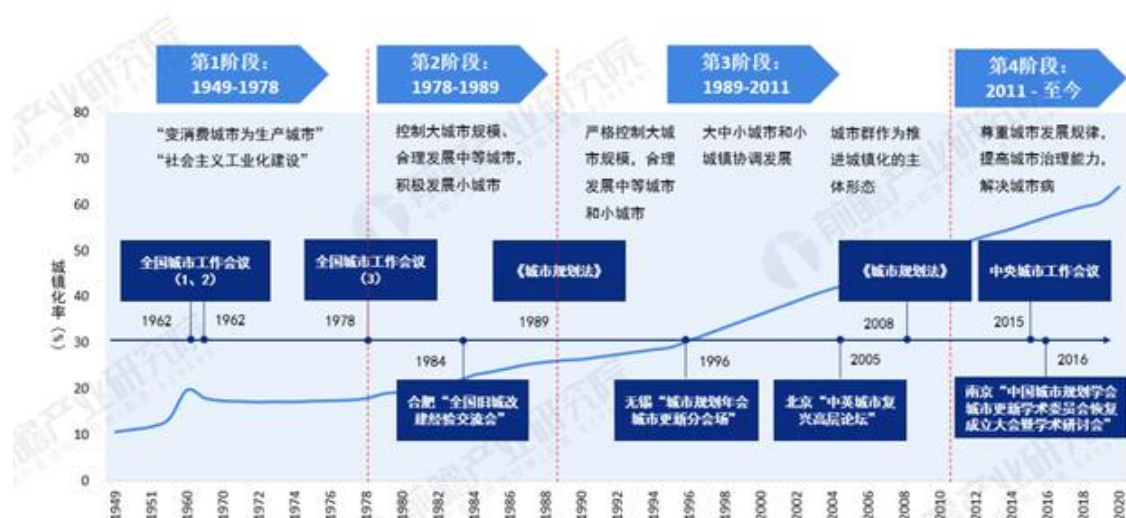 第1阶段：
1949-1978
第2阶段：
1978-1989
第3阶段：
1989-2011
第4阶段：
2011 - 至今
“变消费城市为生产城市”
“社会主义工业化建设”
控制大城市规模、
合理发展中等城市，
积极发展小城市
严格控制大城
市规模，合理
发展中等城市
和小城市
大中小城市和小
城镇协调发展
城市群作为推
进城镇化的主
体形态
尊重城市发展规律，
提高城市治理能力，
解决城市病
城镇化率（%）
80
70
60
50
40
30
20
10
0
全国城市工作会议
（1、2）
全国城市工作会议
（3）
《城市规划法》
《城市规划法》
中央城市工作会议
1962
1962
1978
1989
2008
2015
1984
1996
2005
2016
合肥“全国旧城改
建经验交流会”
无锡“城市规划年会
城市更新分会场”
北京“中英城市复
兴高层论坛”
南京“中国城市规划学会
城市更新学术委员会恢复
成立大会暨学术研讨会”
1949
1951
1960
1970
1972
1974
1976
1978
1980
1982
1984
1986
1988
1990
1992
1994
1996
1998
2000
2002
2004
2006
2008
2010
2012
2014
2016
2018
2020
前瞻产业研究院